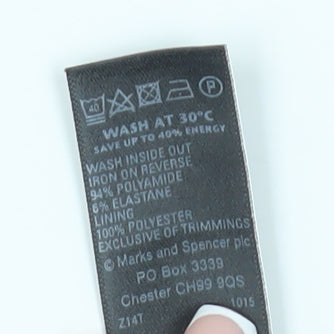 40 P
WASH AT 30°C
SAVE UP TO 40% ENERGY
WASH INSIDE OUT
IRON ON REVERSE
94% POLYAMIDE
6% ELASTANE
LINING
100% POLYESTER
EXCLUSIVE OF TRIMMINGS
© Marks and Spencer plc
PO Box 3339
Chester CH99 9QS
Z14T 1015